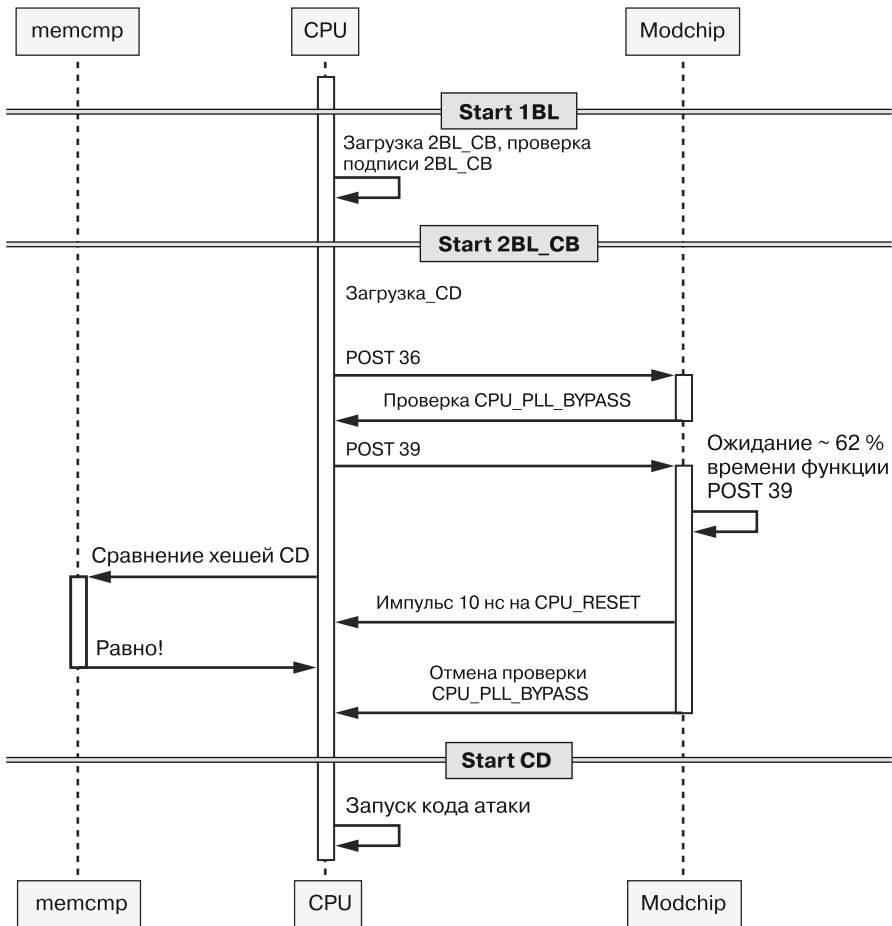 memcmp
CPU
Modchip
Start 1BL
Загрузка 2BL_CB, проверка
подписи 2BL_CB
Start 2BL_CB
Загрузка_CD
POST 36
Проверка CPU_PLL_BYPASS
POST 39
Ожидание ~ 62 %
времени функции
POST 39
Сравнение хешей CD
Импульс 10 нс на CPU_RESET
Равно!
Отмена проверки
CPU_PLL_BYPASS
Start CD
Запуск кода атаки
memcmp
CPU
Modchip